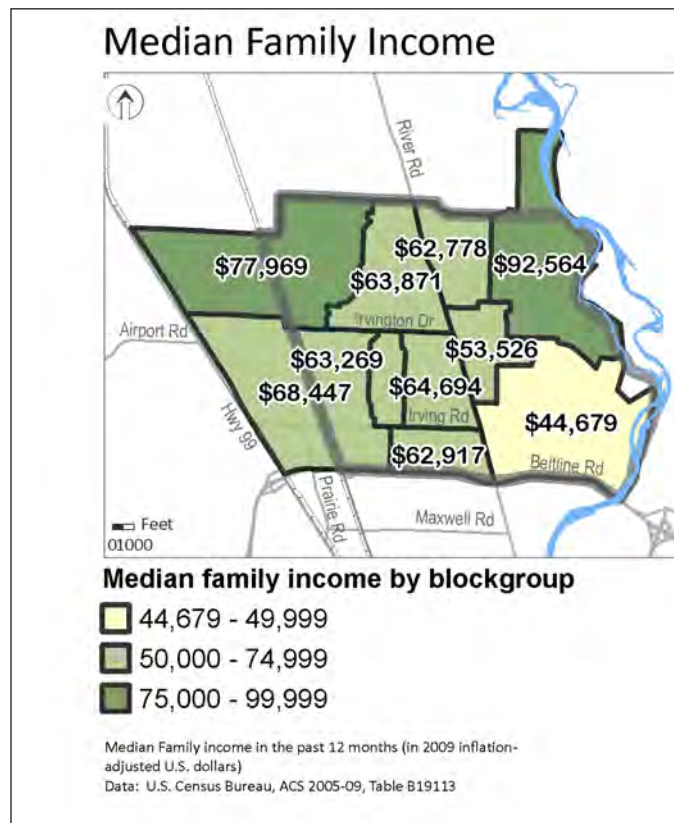 Median Family Income
River Rd
$62,778
$77,969
$92,564
$63,871
Irvington Dr
Airport Rd
$53,526
$63,269
$68,447
$64,694
Hwy 99
Irving Rd
$44,679
$62,917
Beltline Rd
Prairie Rd
Maxwell Rd
Feet
01000
Median family income by blockgroup
44,679 - 49,999
50,000 - 74,999
75,000 - 99,999
Median Family income in the past 12 months (in 2009 inflation-
adjusted U.S. dollars)
Data: U.S. Census Bureau, ACS 2005-09, Table B19113